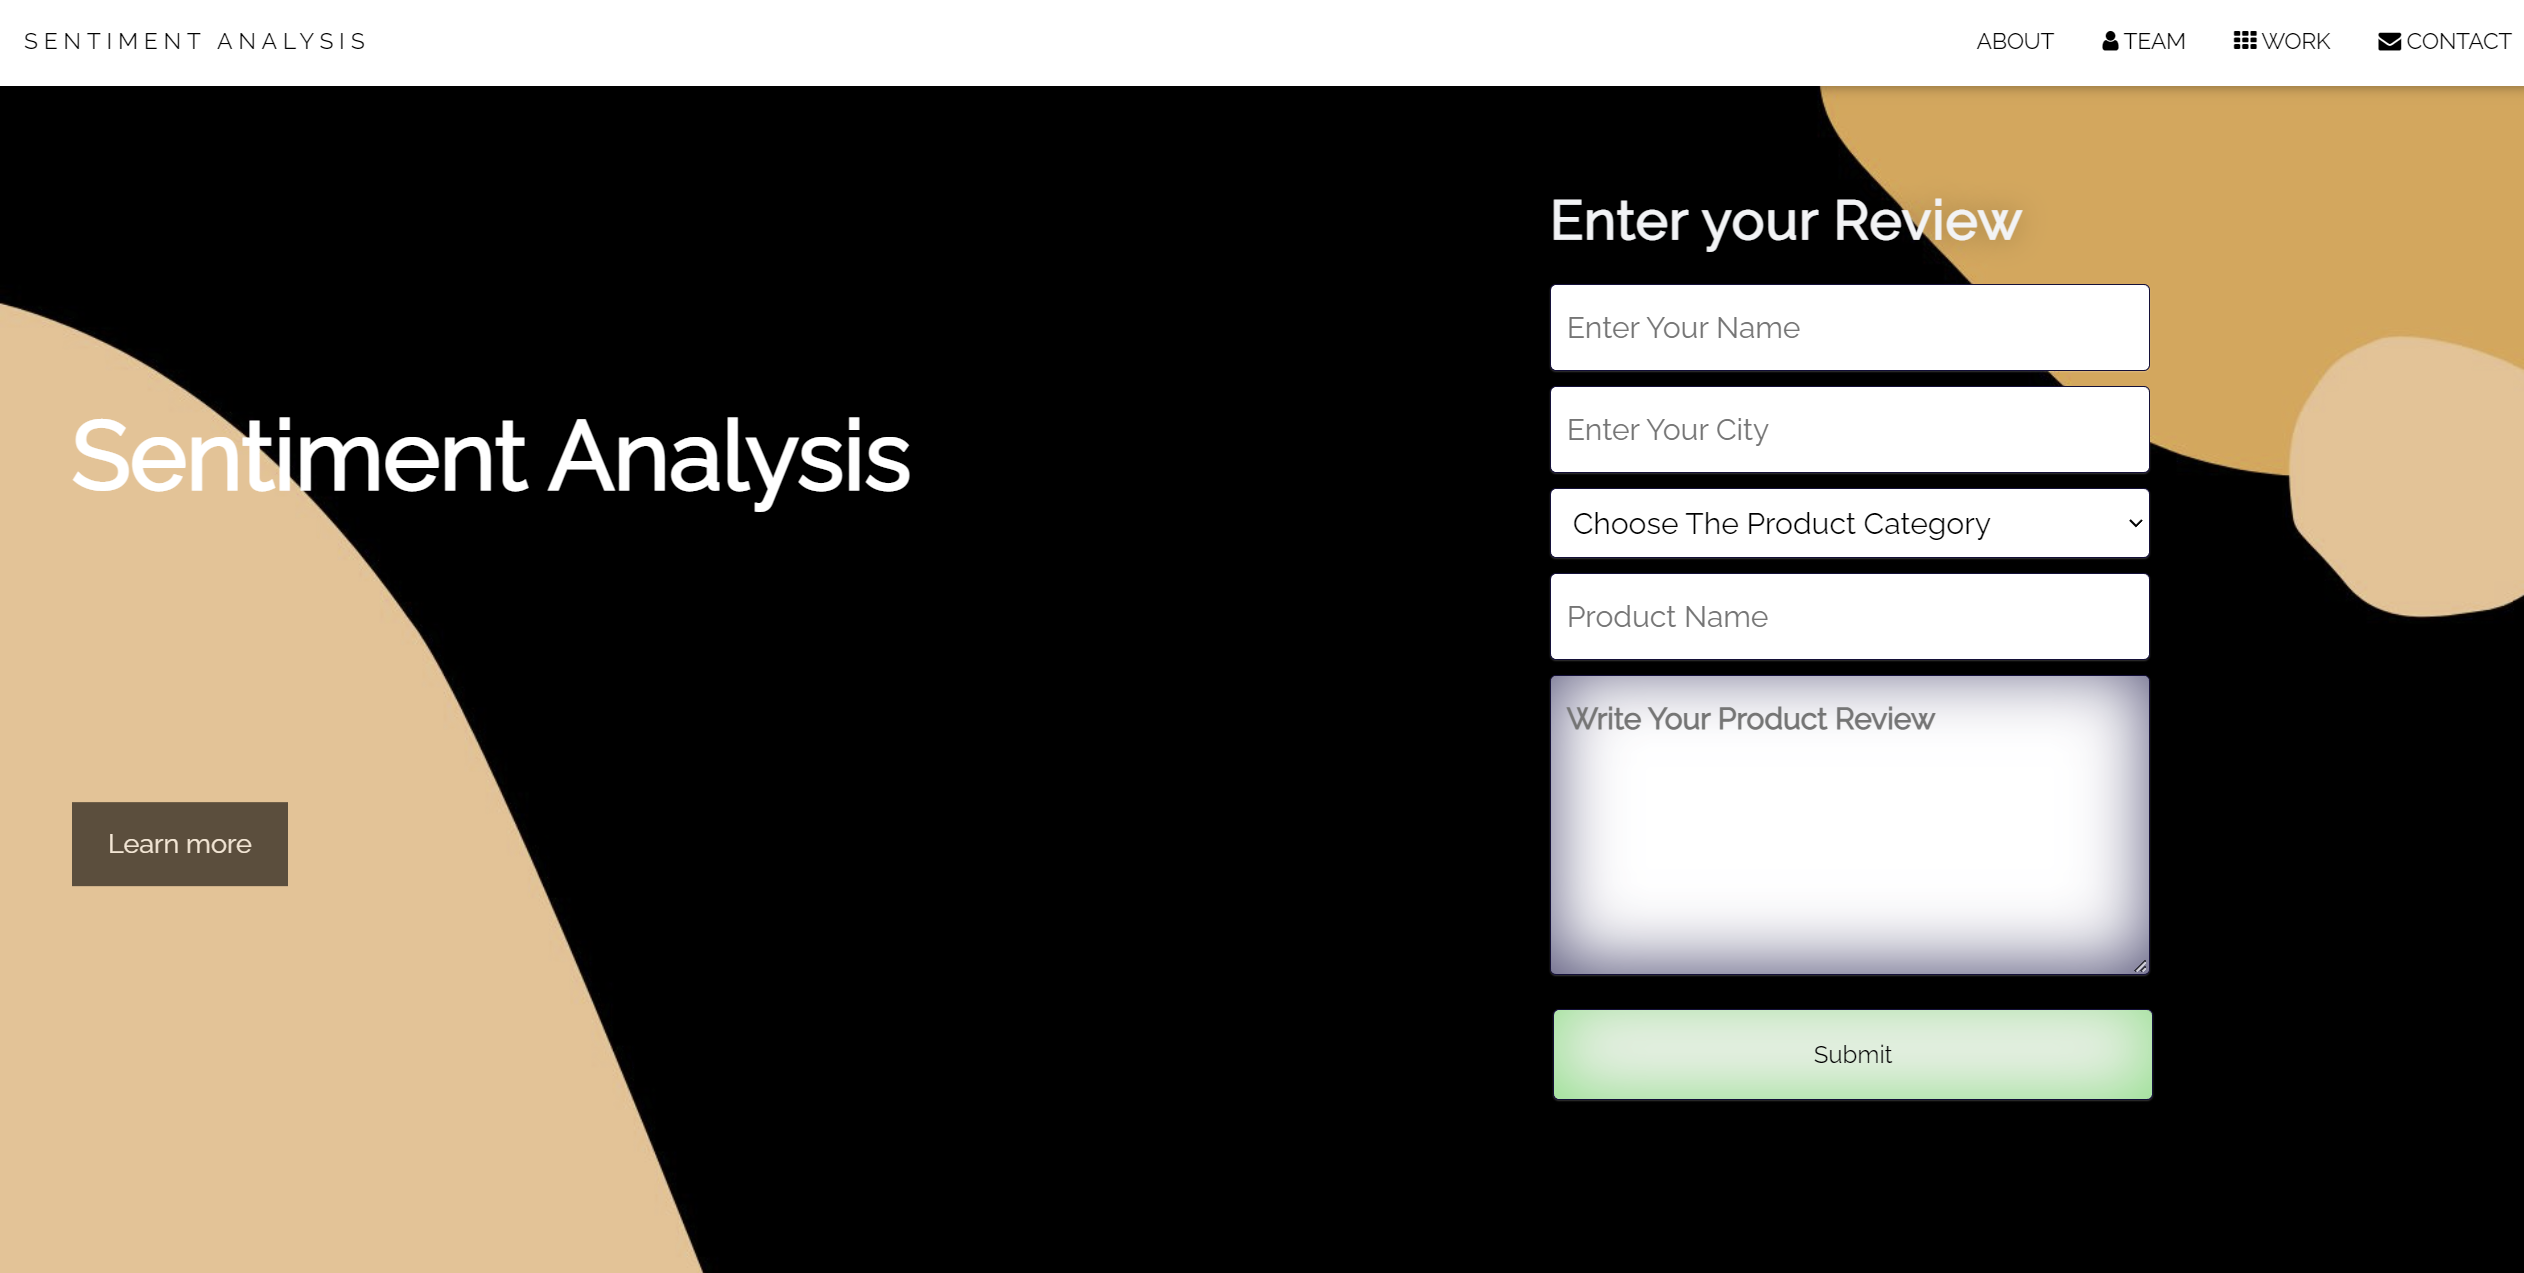 SENTIMENT ANALYSIS
ABOUT TEAM WORK CONTACT
Sentiment Analysis
Learn more
Enter your Review
Enter Your Name
Enter Your City
Choose The Product Category
Product Name
Write Your Product Review
Submit